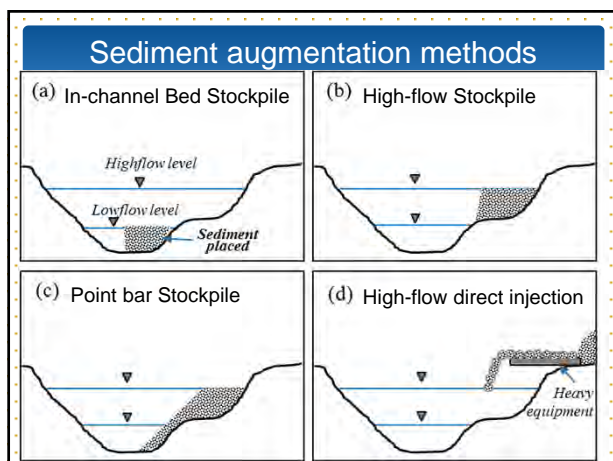 Sediment augmentation methods
(a) In-channel Bed Stockpile
Highflow level
Lowflow level
Sediment
placed
(b) High-flow Stockpile
(c) Point bar Stockpile
(d) High-flow direct injection
Heavy
equipment